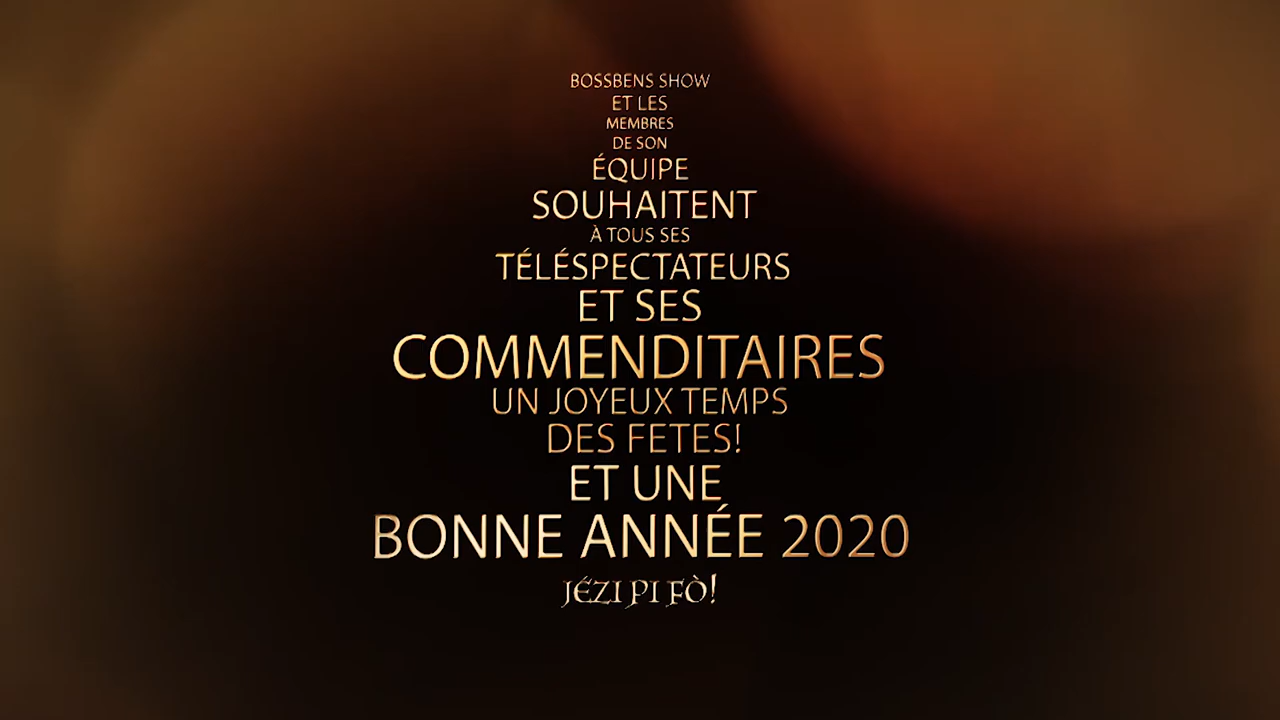 BOSSBENS SHOW
ET LES
MEMBRES
DE SON
ÉQUIPE
SOUHAITENT
À TOUS SES
TÉLÉSPECTATEURS
ET SES
COMMENDITAIRES
UN JOYEUX TEMPS
DES FETES!
ET UNE
BONNE ANNÉE 2020
JÉZI PI FÒ!